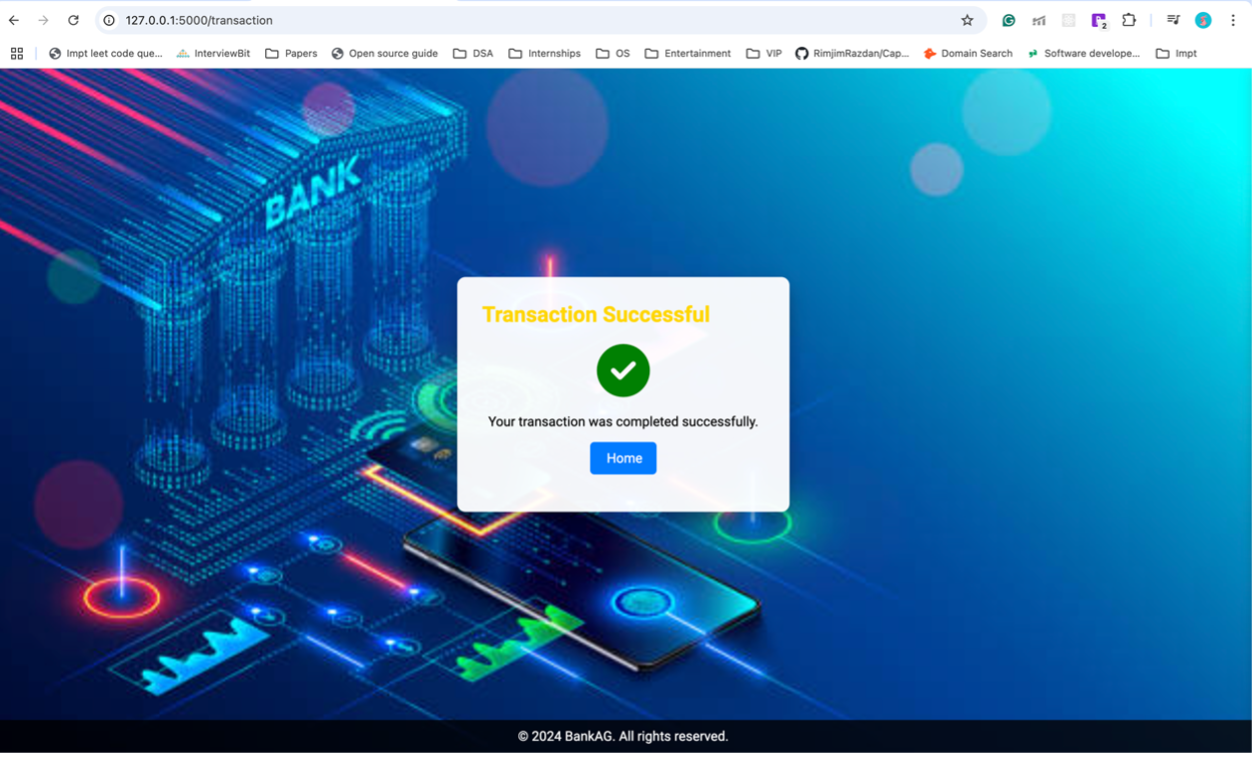 127.0.0.1:5000/transaction
2
Impt leet code que...
InterviewBit
Papers
Open source guide
DSA
Internships
OS
Entertainment
VIP
RimjimRazdan/Cap...
Domain Search
Software develope...
Impt
BANK
Transaction Successful
Your transaction was completed successfully.
Home
© 2024 BankAG. All rights reserved.